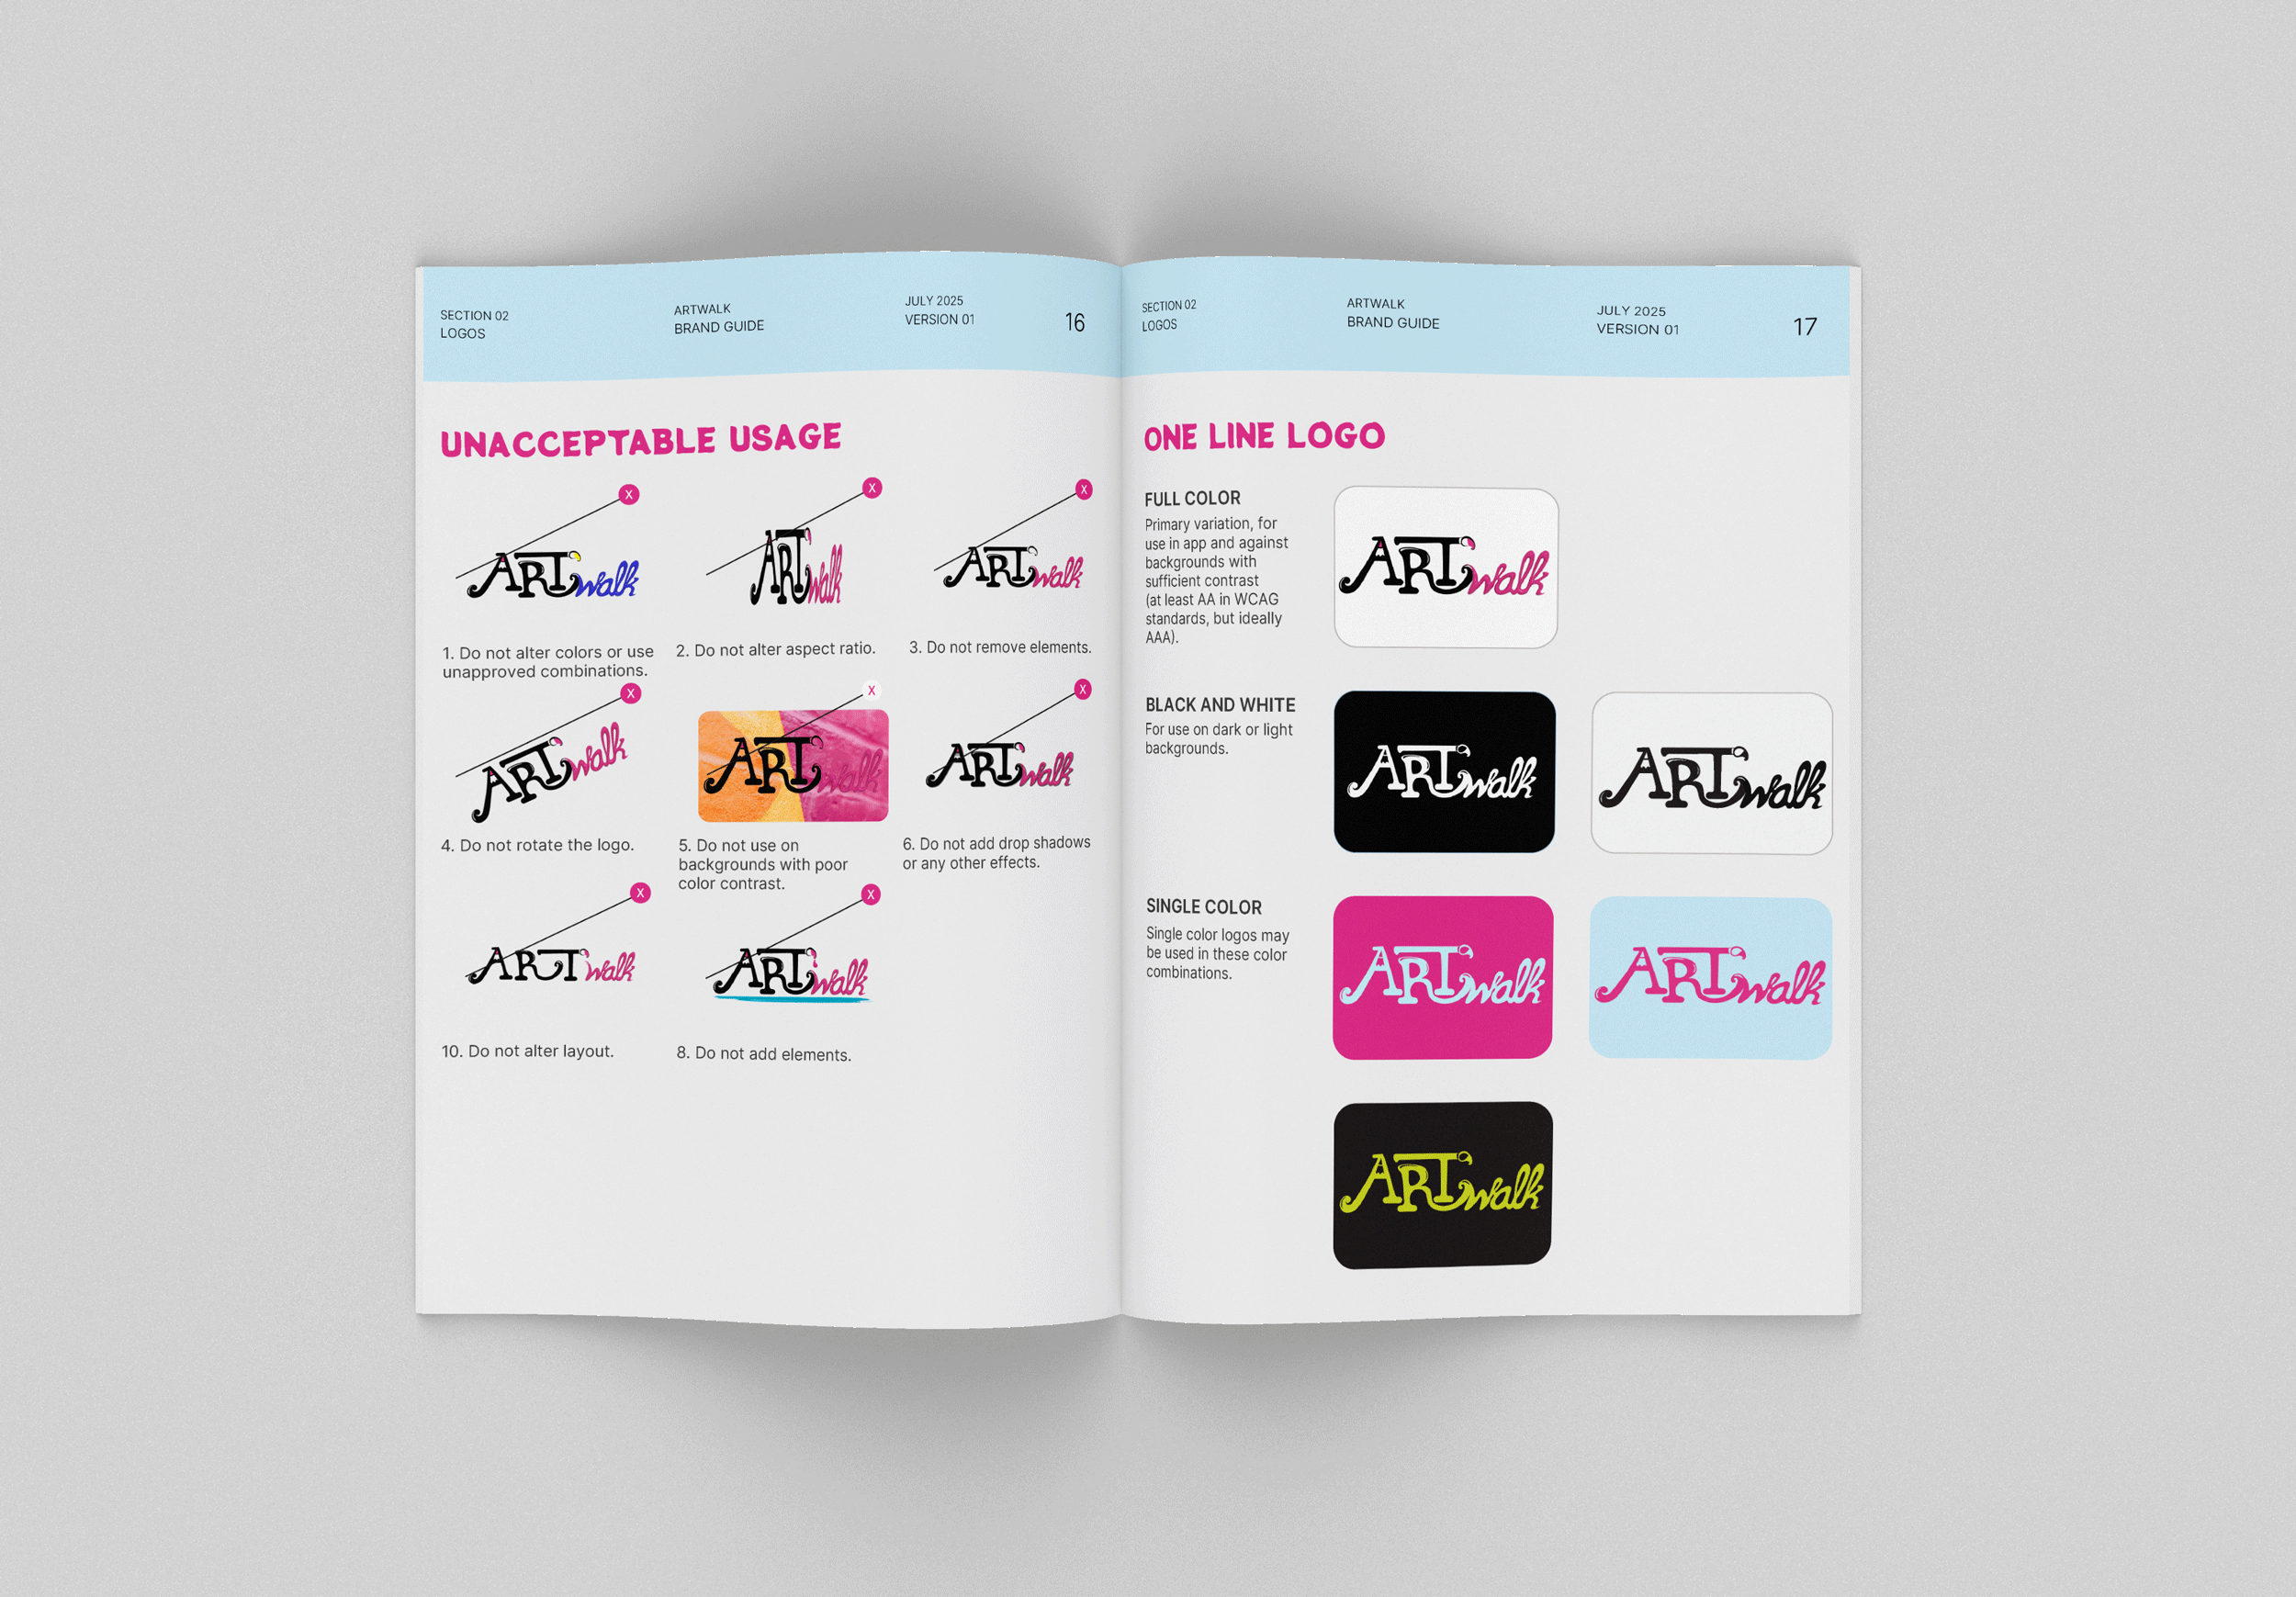 SECTION 02
LOGOS
ARTWALK
BRAND GUIDE
JULY 2025
VERSION 01
16
UNACCEPTABLE USAGE
X
ARTwalk
1. Do not alter colors or use
unapproved combinations.
X
ARTwalk
2. Do not alter aspect ratio.
X
ARTwalk
3. Do not remove elements.
X
ARTwalk
4. Do not rotate the logo.
X
ARTwalk
5. Do not use on
backgrounds with poor
color contrast.
X
ARTwalk
6. Do not add drop shadows
or any other effects.
X
ARTwalk
10. Do not alter layout.
X
ARTwalk
8. Do not add elements.
SECTION 02
LOGOS
ARTWALK
BRAND GUIDE
JULY 2025
VERSION 01
17
ONE LINE LOGO
FULL COLOR
Primary variation, for
use in app and against
backgrounds with
sufficient contrast
(at least AA in WCAG
standards, but ideally
AAA).
ARTwalk
BLACK AND WHITE
For use on dark or light
backgrounds.
ARTwalk
ARTwalk
SINGLE COLOR
Single color logos may
be used in these color
combinations.
ARTwalk
ARTwalk
ARTwalk